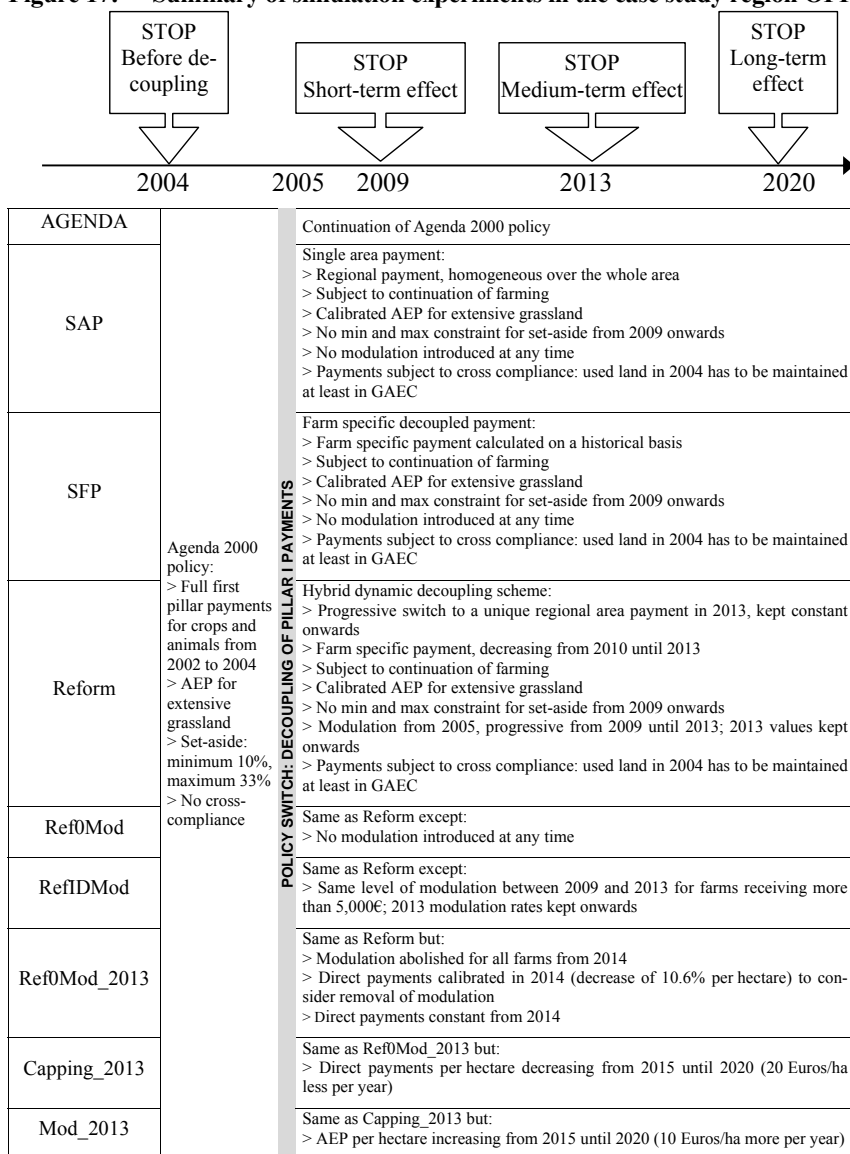 Figure 17. Summary of simulation experiments in the case study region OPr
STOP
Before de-
coupling
STOP
Short-term effect
STOP
Medium-term effect
STOP
Long-term
effect
2004 2005 2009 2013 2020
AGENDA
Agenda 2000
policy:
> Full first
pillar payments
for crops and
animals from
2002 to 2004
> AEP for
extensive
grassland
> Set-aside:
minimum 10%,
maximum 33%
> No cross-
compliance
POLICY SWITCH: DECOUPLING OF PILLAR I PAYMENTS
Continuation of Agenda 2000 policy
SAP
Single area payment:
> Regional payment, homogeneous over the whole area
> Subject to continuation of farming
> Calibrated AEP for extensive grassland
> No min and max constraint for set-aside from 2009 onwards
> No modulation introduced at any time
> Payments subject to cross compliance: used land in 2004 has to be maintained
at least in GAEC
SFP
Farm specific decoupled payment:
> Farm specific payment calculated on a historical basis
> Subject to continuation of farming
> Calibrated AEP for extensive grassland
> No min and max constraint for set-aside from 2009 onwards
> No modulation introduced at any time
> Payments subject to cross compliance: used land in 2004 has to be maintained
at least in GAEC
Reform
Hybrid dynamic decoupling scheme:
> Progressive switch to a unique regional area payment in 2013, kept constant
onwards
> Farm specific payment, decreasing from 2010 until 2013
> Subject to continuation of farming
> Calibrated AEP for extensive grassland
> No min and max constraint for set-aside from 2009 onwards
> Modulation from 2005, progressive from 2009 until 2013; 2013 values kept
onwards
> Payments subject to cross compliance: used land in 2004 has to be maintained
at least in GAEC
Ref0Mod
Same as Reform except:
> No modulation introduced at any time
RefIDMod
Same as Reform except:
> Same level of modulation between 2009 and 2013 for farms receiving more
than 5,000€; 2013 modulation rates kept onwards
Ref0Mod_2013
Same as Reform but:
> Modulation abolished for all farms from 2014
> Direct payments calibrated in 2014 (decrease of 10.6% per hectare) to con-
sider removal of modulation
> Direct payments constant from 2014
Capping_2013
Same as Ref0Mod_2013 but:
> Direct payments per hectare decreasing from 2015 until 2020 (20 Euros/ha
less per year)
Mod_2013
Same as Capping_2013 but:
> AEP per hectare increasing from 2015 until 2020 (10 Euros/ha more per year)